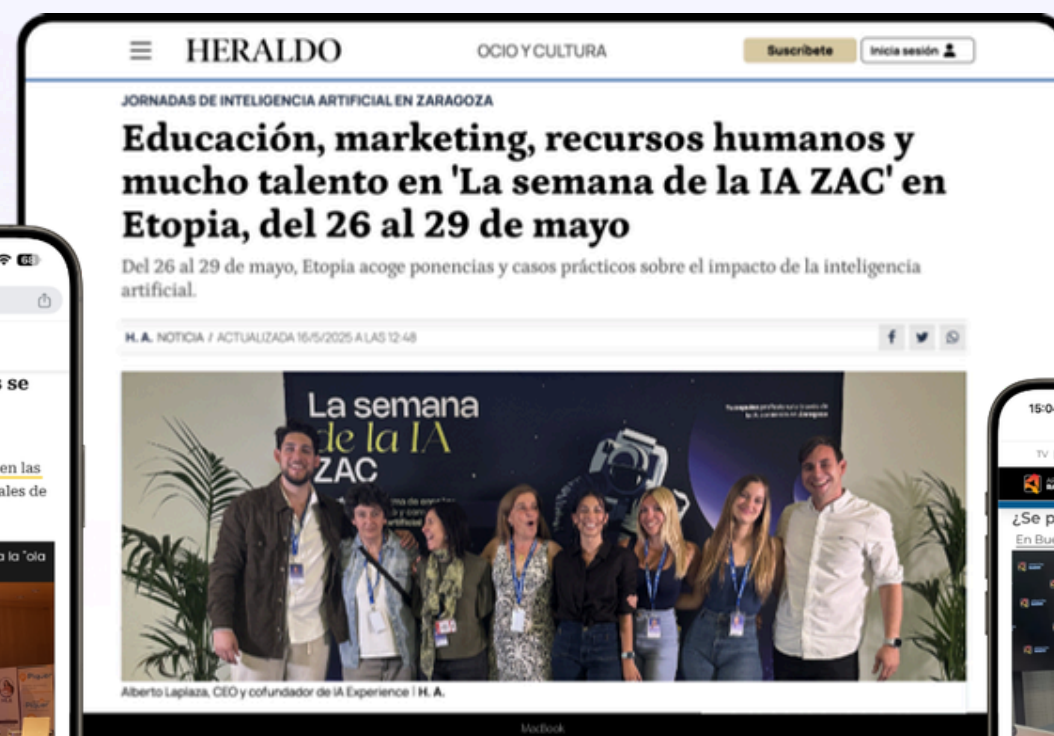 HERALDO
OCIO Y CULTURA
Suscríbete
Inicia sesión
JORNADAS DE INTELIGENCIA ARTIFICIAL EN ZARAGOZA
Educación, marketing, recursos humanos y
mucho talento en 'La semana de la IA ZAC' en
Etopia, del 26 al 29 de mayo
Del 26 al 29 de mayo, Etopia acoge ponencias y casos prácticos sobre el impacto de la inteligencia
artificial.
H. A. NOTICIA / ACTUALIZADA 16/5/2025 A LAS 12:48
La semana
de la IA
ZAC
Alberto Laplaza, CEO y cofundador de IA Experience | H. A.
MacBook
68
s se
en las
ales de
a la "ola
15:0
TV
¿Se p
En Bue